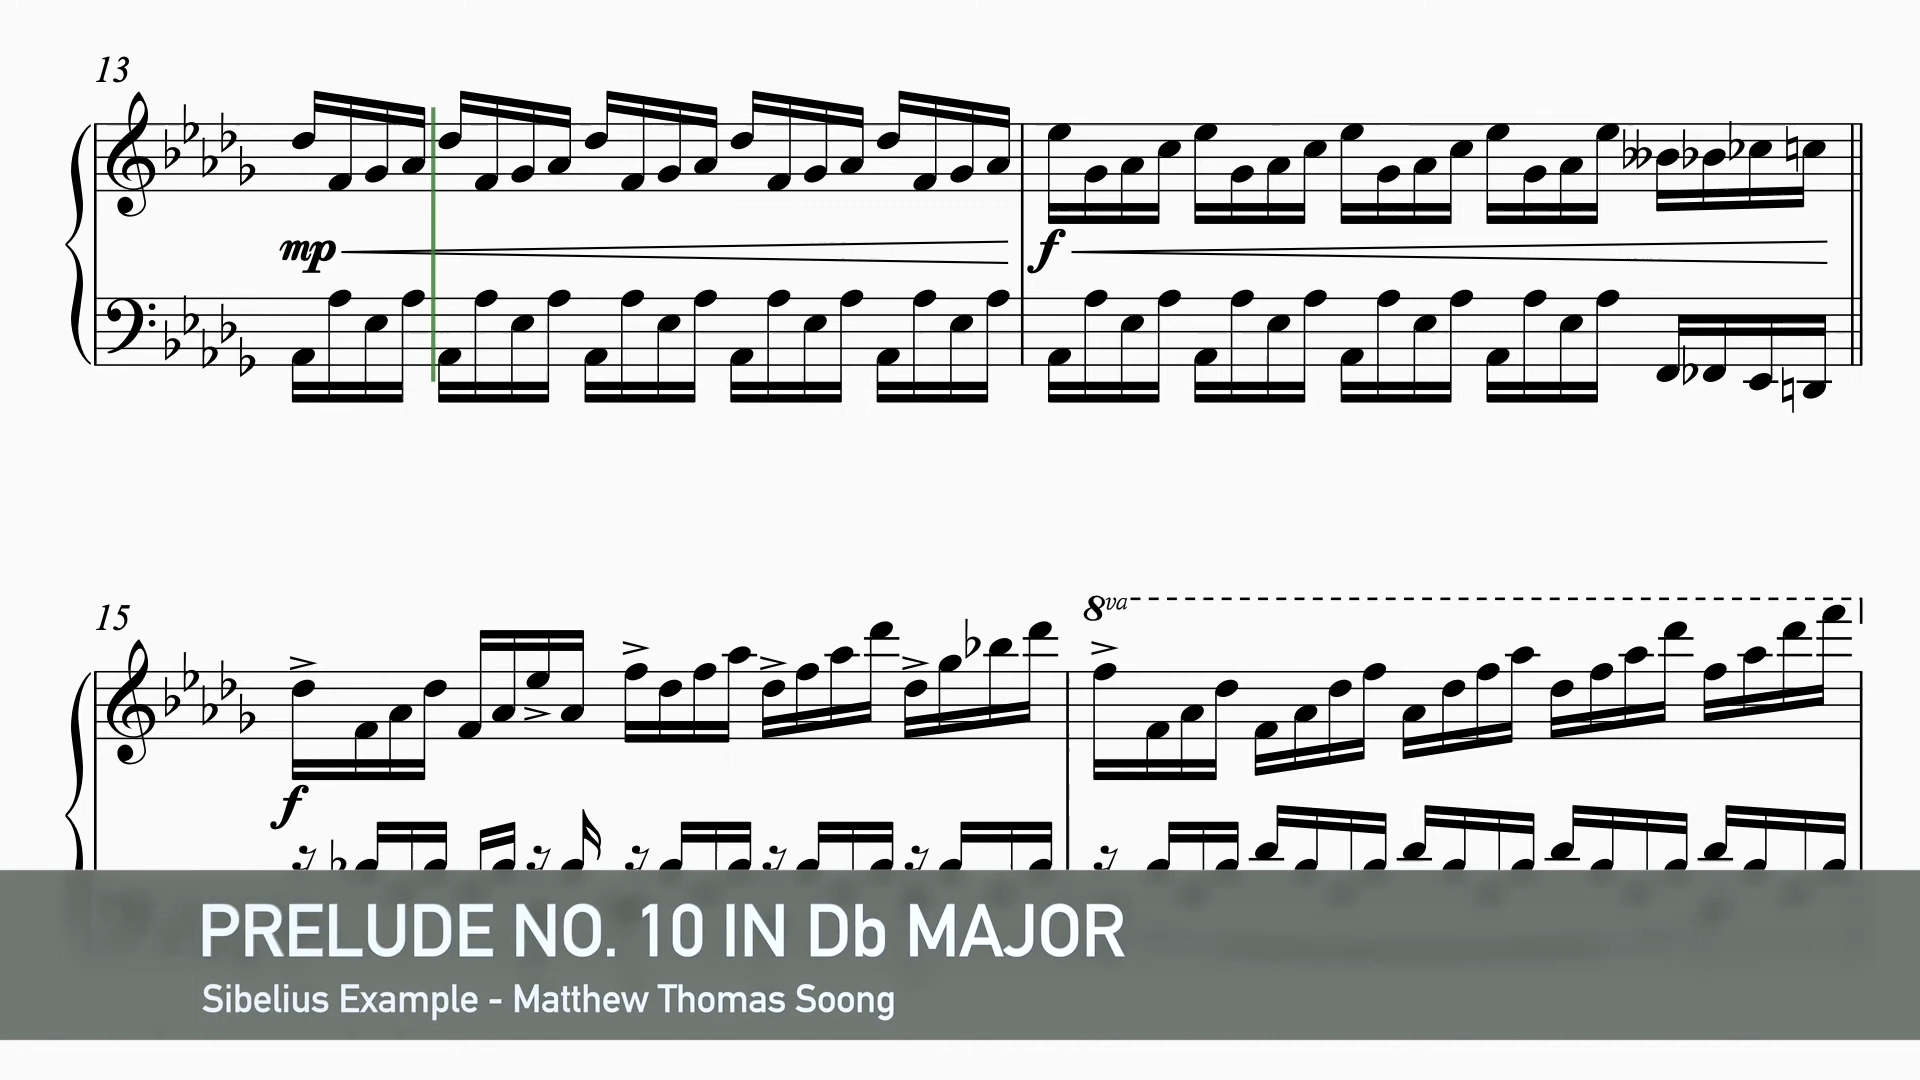 13
mp
f
15
8va
f
PRELUDE NO. 10 IN Db MAJOR
Sibelius Example - Matthew Thomas Soong